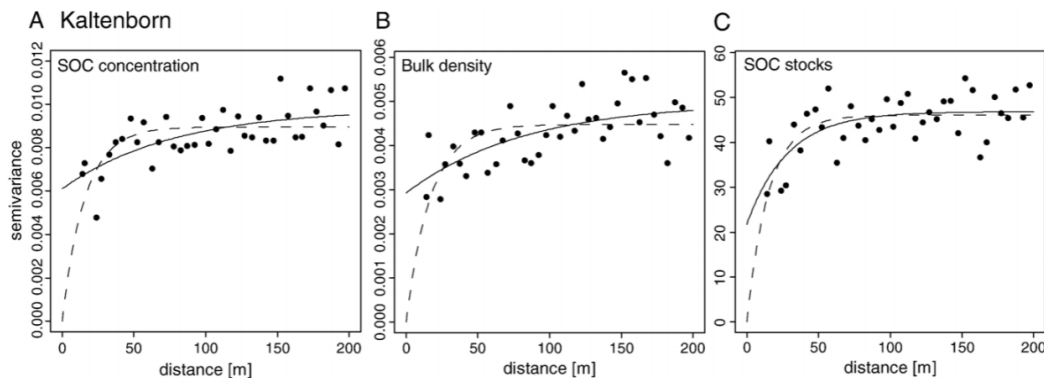 A Kaltenborn
B
C
SOC concentration
Bulk density
SOC stocks
semivariance
0.000 0.002 0.004 0.006 0.008 0.010 0.012
0.000 0.001 0.002 0.003 0.004 0.005 0.006
0 10 20 30 40 50 60
0 50 100 150 200
0 50 100 150 200
0 50 100 150 200
distance [m]
distance [m]
distance [m]